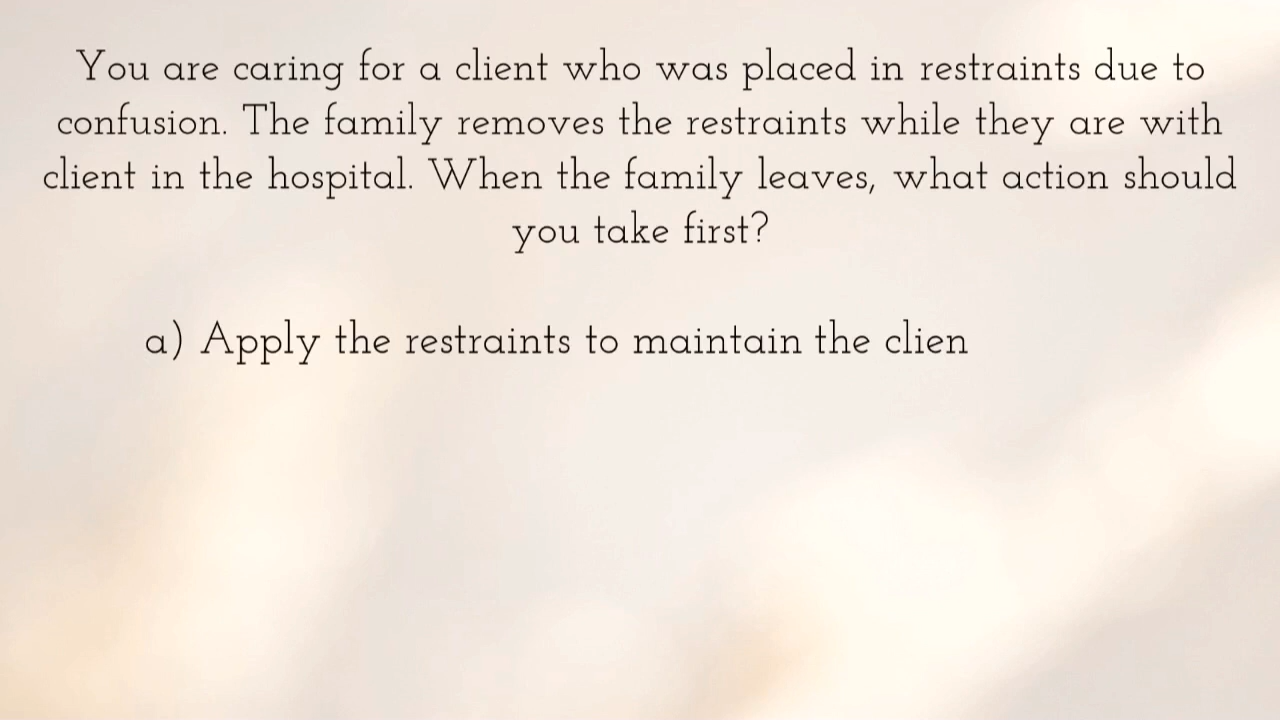 You are caring for a client who was placed in restraints due to
confusion. The family removes the restraints while they are with
client in the hospital. When the family leaves, what action should
you take first?
a) Apply the restraints to maintain the clien